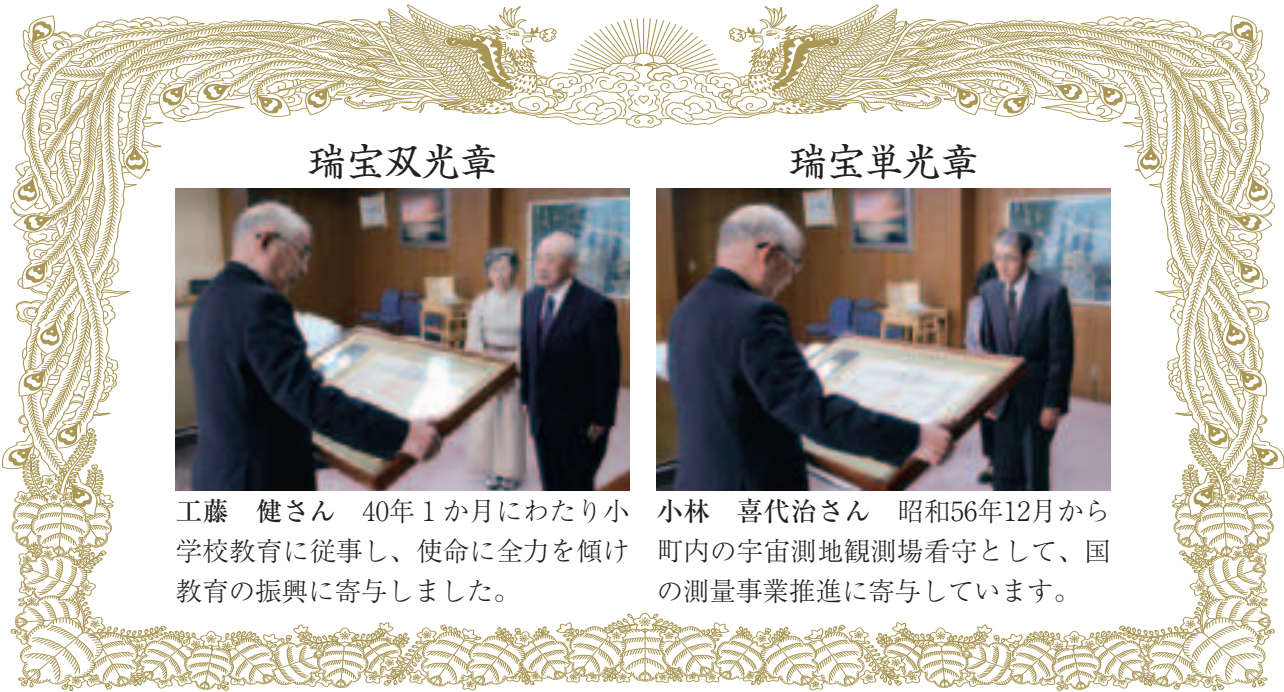 瑞宝双光章
工藤　健さん　40年１か月にわたり小
学校教育に従事し、使命に全力を傾け
教育の振興に寄与しました。
瑞宝単光章
小林　喜代治さん　昭和56年12月から
町内の宇宙測地観測場看守として、国
の測量事業推進に寄与しています。